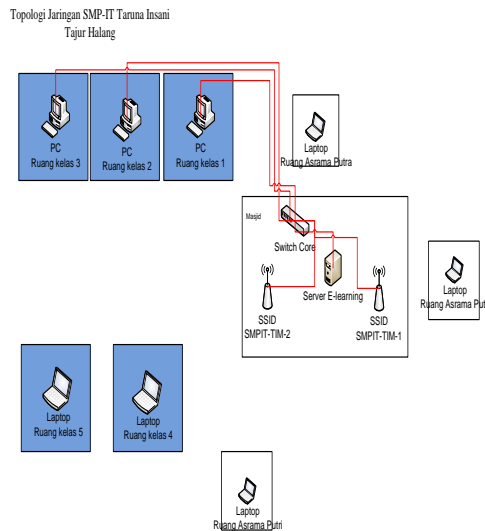 Topologi Jaringan SMP-IT Taruna Insani
Tajur Halang
PC
Ruang kelas 3
PC
Ruang kelas 2
PC
Ruang kelas 1
Laptop
Ruang Asrama Putra
Masjid
Switch Core
Server E-learning
SSID
SMPIT-TIM-2
SSID
SMPIT-TIM-1
Laptop
Ruang Asrama Put
Laptop
Ruang kelas 5
Laptop
Ruang kelas 4
Laptop
Ruang Asrama Putri